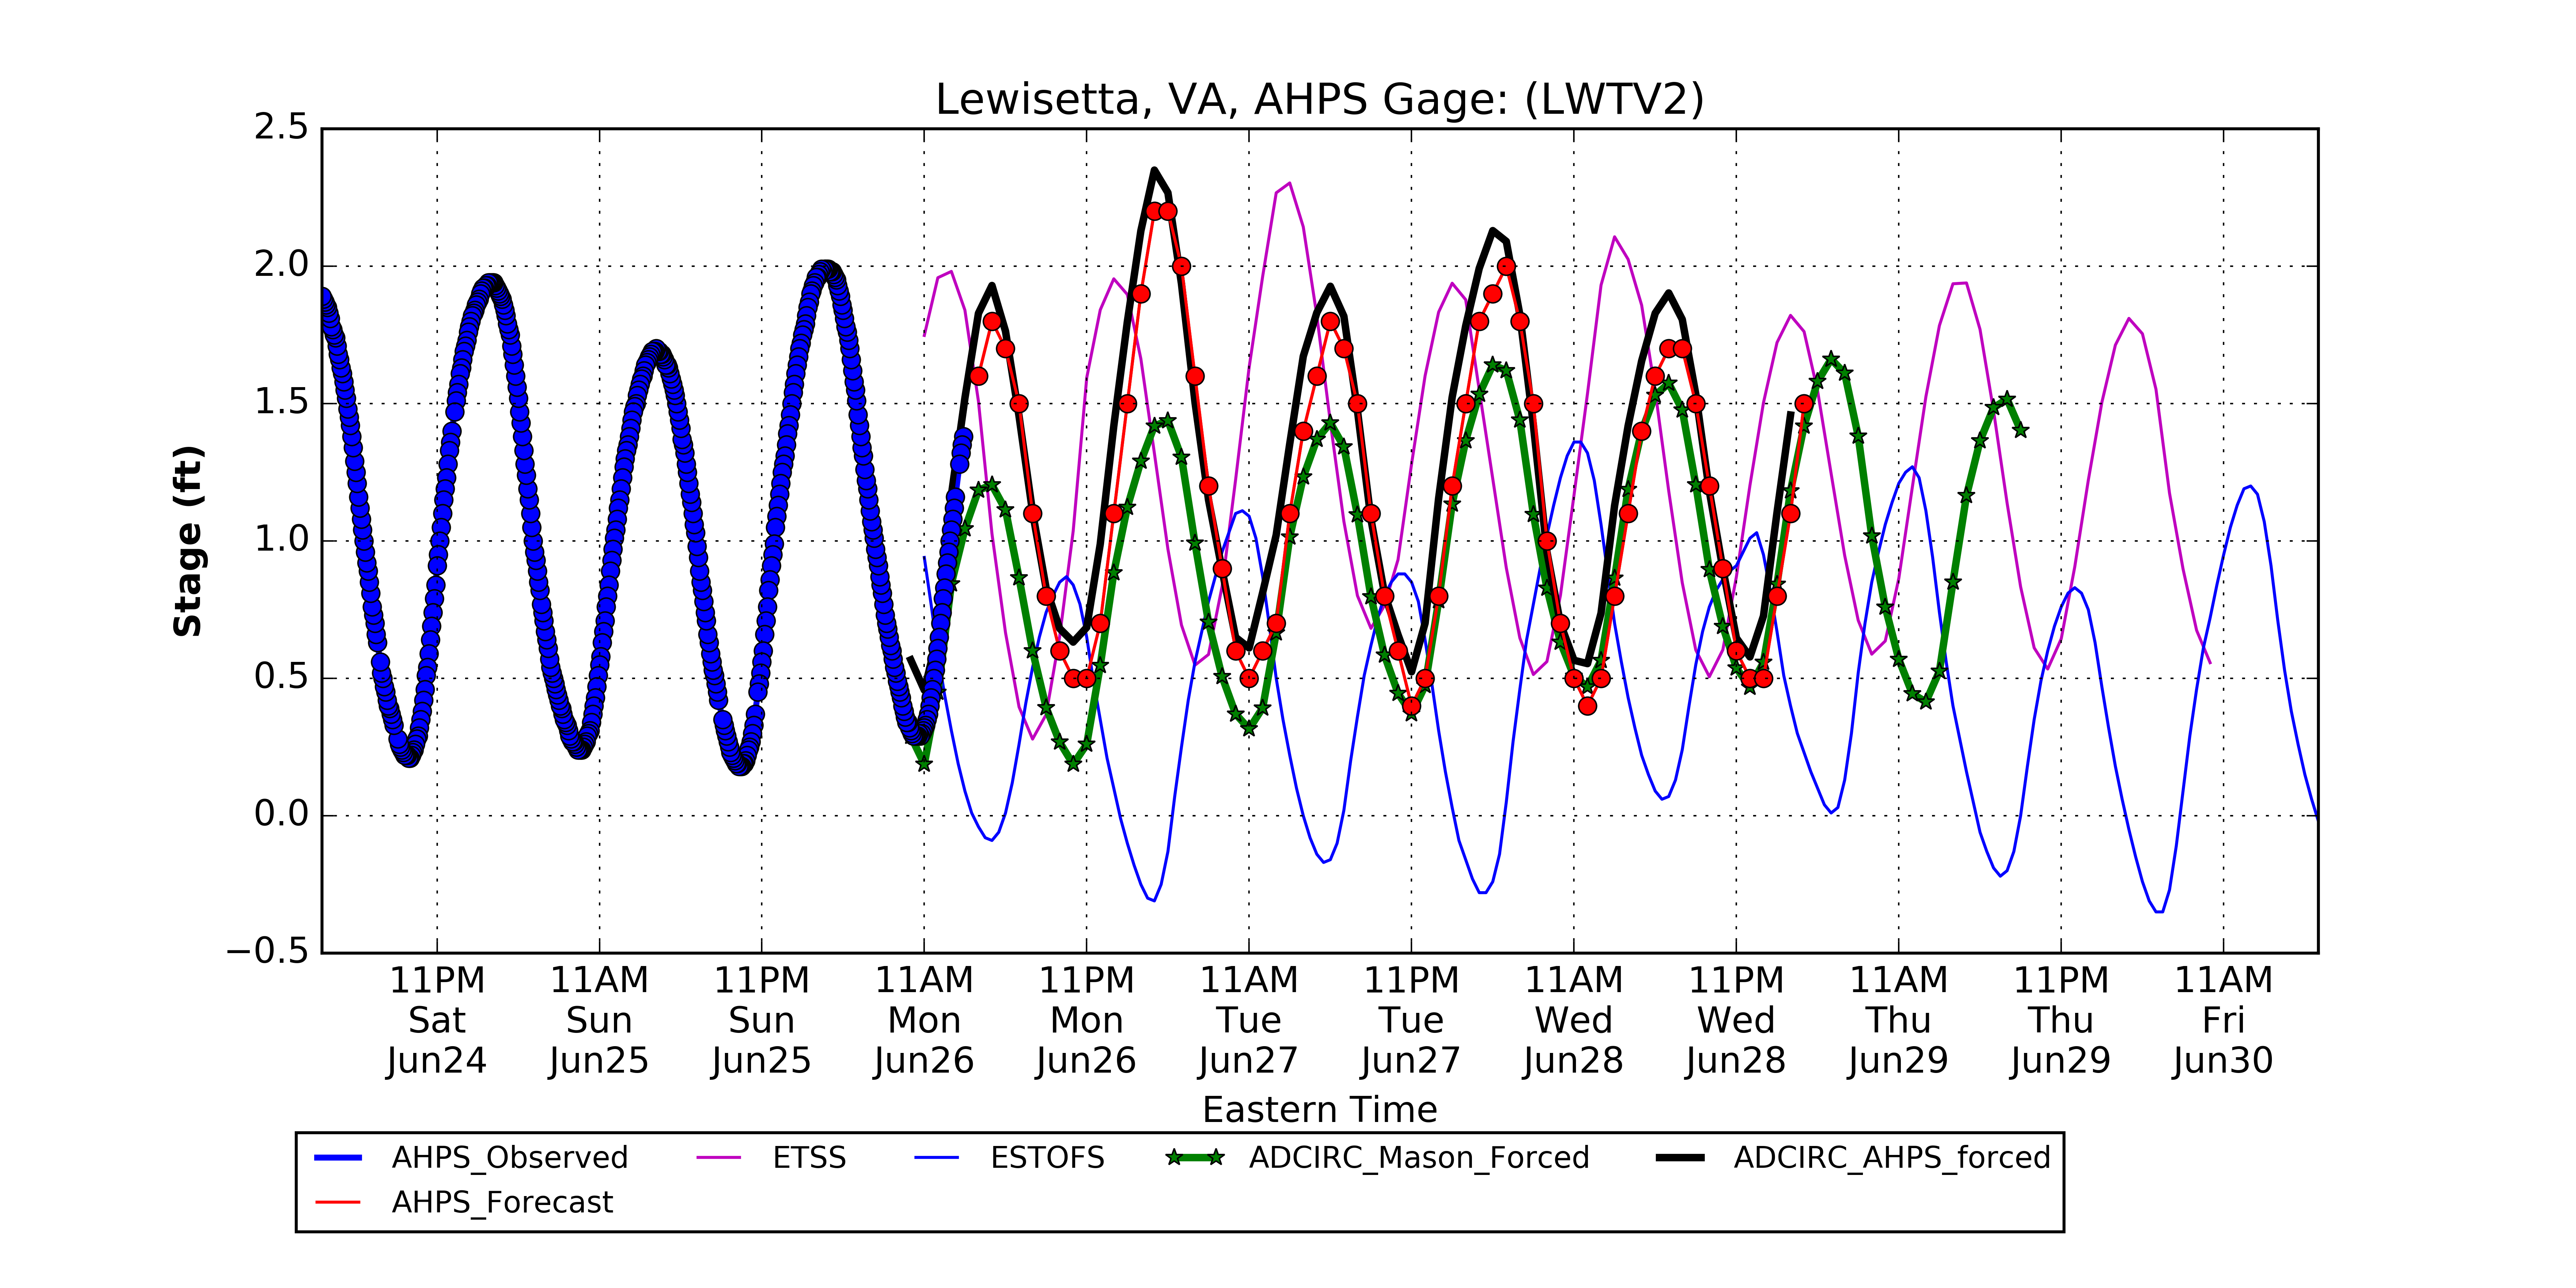 Lewisetta, VA, AHPS Gage: (LWTV2)
2.5
2.0
1.5
1.0
0.5
0.0
−0.5
Stage (ft)
11PM 11AM 11PM 11AM 11PM 11AM 11PM 11AM 11PM 11AM 11PM 11AM
Sat Sun Sun Mon Mon Tue Tue Wed Wed Thu Thu Fri
Jun24 Jun25 Jun25 Jun26 Jun26 Jun27 Jun27 Jun28 Jun28 Jun29 Jun29 Jun30
Eastern Time
AHPS_Observed ETSS ESTOFS ADCIRC_Mason_Forced ADCIRC_AHPS_forced
AHPS_Forecast